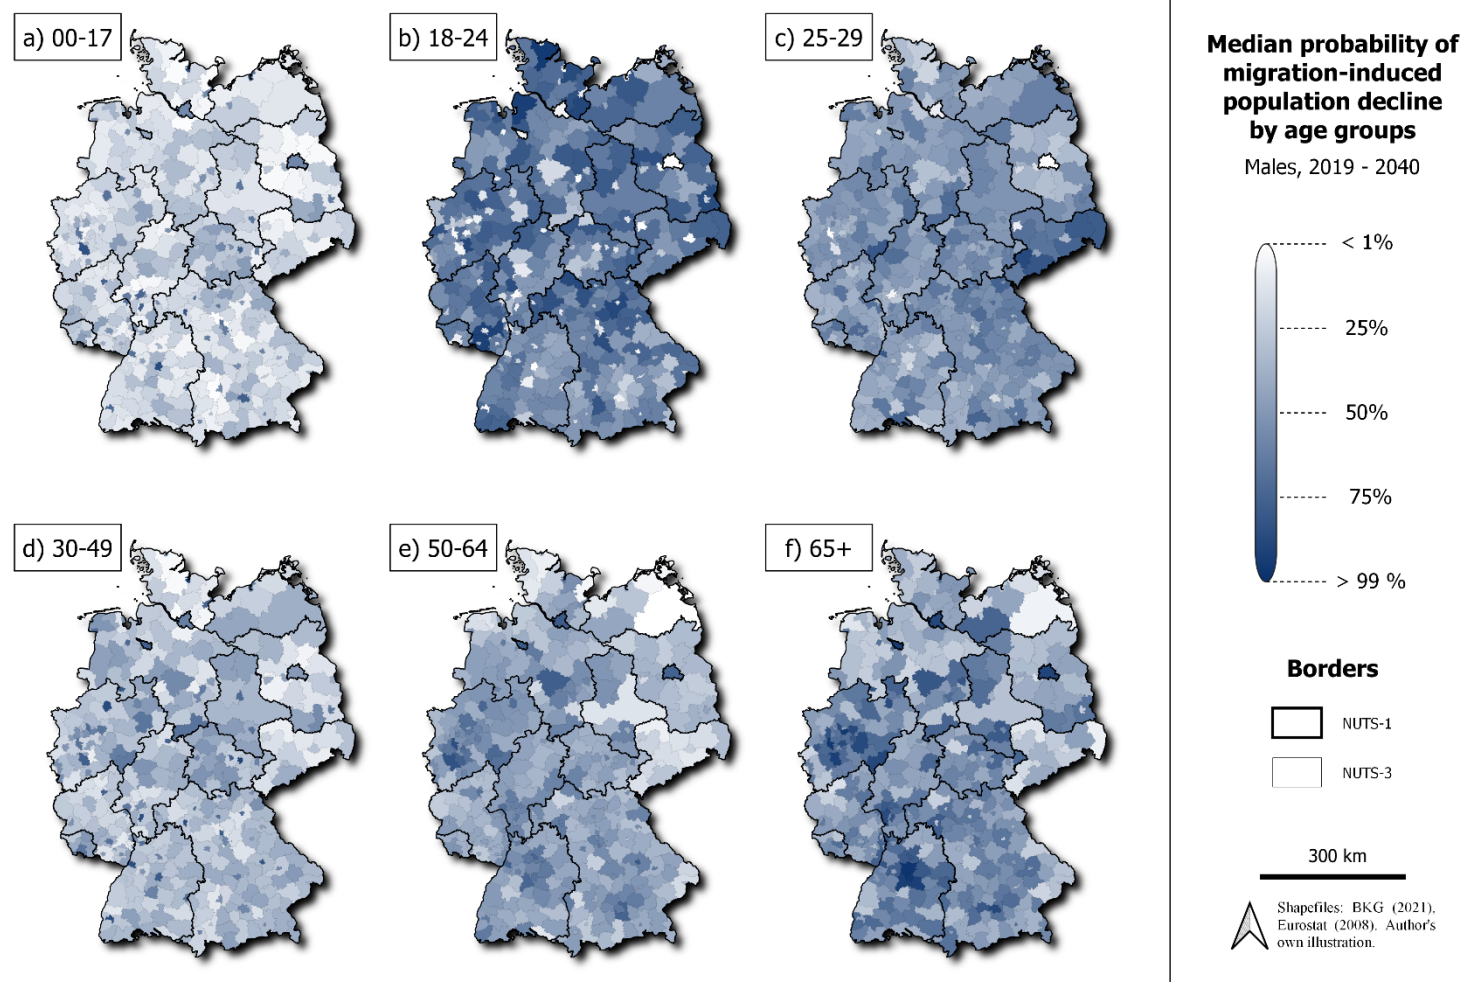 a) 00-17
b) 18-24
c) 25-29
d) 30-49
e) 50-64
f) 65+
Median probability of
migration-induced
population decline
by age groups
Males, 2019 - 2040
< 1%
25%
50%
75%
> 99 %
Borders
NUTS-1
NUTS-3
300 km
Shapefiles: BKG (2021),
Eurostat (2008). Author's
own illustration.